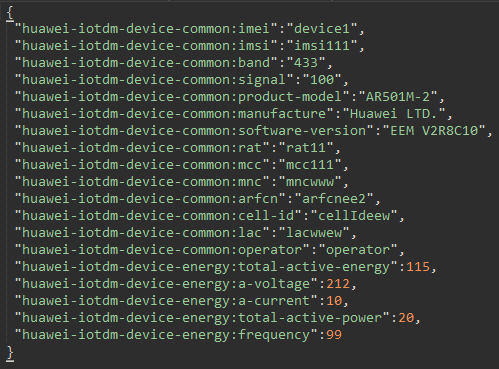 {
"huawei-iotdm-device-common:imei":"device1",
"huawei-iotdm-device-common:imsi":"imsi111",
"huawei-iotdm-device-common:band":"433",
"huawei-iotdm-device-common:signal":"100",
"huawei-iotdm-device-common:product-model":"AR501M-2",
"huawei-iotdm-device-common:manufacture":"Huawei LTD.",
"huawei-iotdm-device-common:software-version":"EEM V2R8C10",
"huawei-iotdm-device-common:rat":"rat11",
"huawei-iotdm-device-common:mcc":"mcc111",
"huawei-iotdm-device-common:mnc":"mncwww",
"huawei-iotdm-device-common:arfcn":"arfcnee2",
"huawei-iotdm-device-common:cell-id":"cellIdeew",
"huawei-iotdm-device-common:lac":"lacwwew",
"huawei-iotdm-device-common:operator":"operator",
"huawei-iotdm-device-energy:total-active-energy":115,
"huawei-iotdm-device-energy:a-voltage":212,
"huawei-iotdm-device-energy:a-current":10,
"huawei-iotdm-device-energy:total-active-power":20,
"huawei-iotdm-device-energy:frequency":99
}